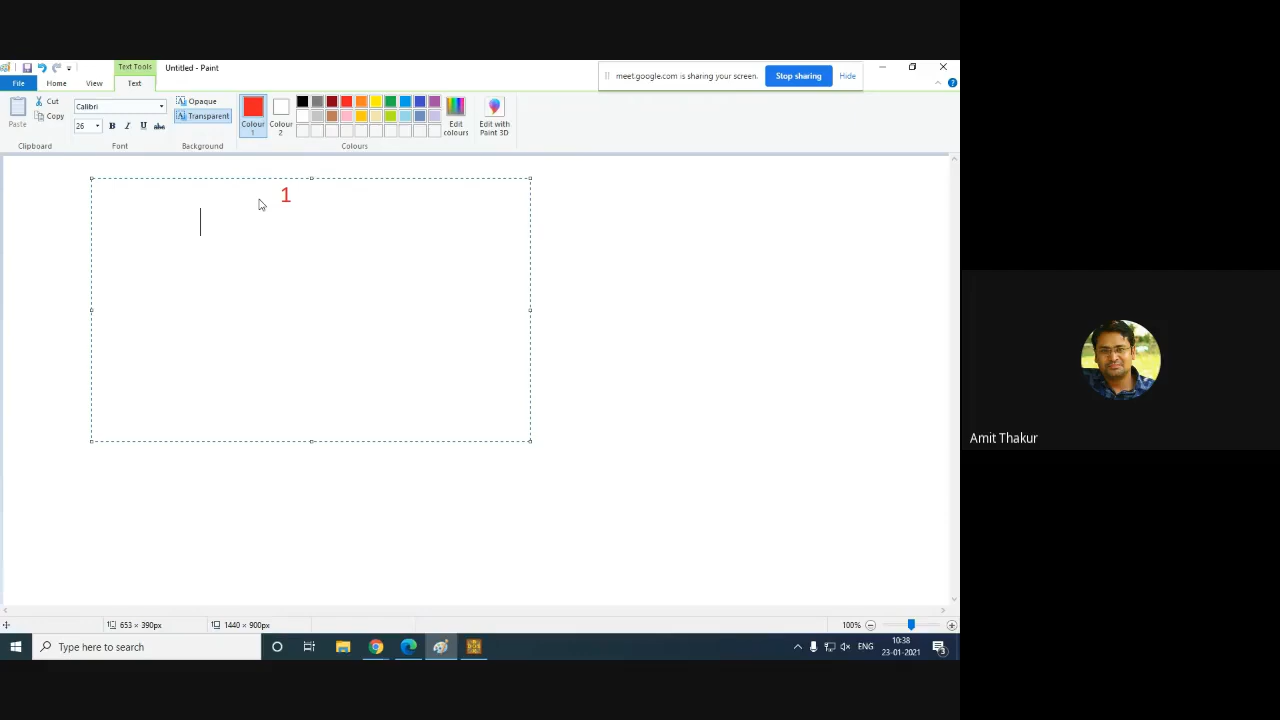 Text Tools
Untitled - Paint
meet.google.com is sharing your screen.
Stop sharing
Hide
File
Home
View
Text
Paste
Cut
Copy
Clipboard
Calibri
26
B I U abc
Font
Opaque
Transparent
Background
Colour
1
Colour
2
Edit
colours
Edit with
Paint 3D
Colours
1
Amit Thakur
653 × 390px
1440 × 900px
100%
Type here to search
ENG
10:38
23-01-2021
3